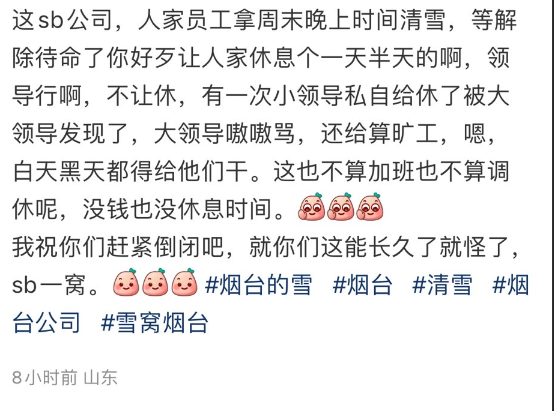 这sb公司，人家员工拿周末晚上时间清雪，等解
除待命了你好歹让人家休息个一天半天的啊，领
导行啊，不让休，有一次小领导私自给休了被大
领导发现了，大领导嗷嗷骂，还给算旷工，嗯，
白天黑天都得给他们干。这也不算加班也不算调
休呢，没钱也没休息时间。
我祝你们赶紧倒闭吧，就你们这能长久了就怪了，
sb一窝。 #烟台的雪 #烟台 #清雪 #烟
台公司 #雪窝烟台
8小时前 山东